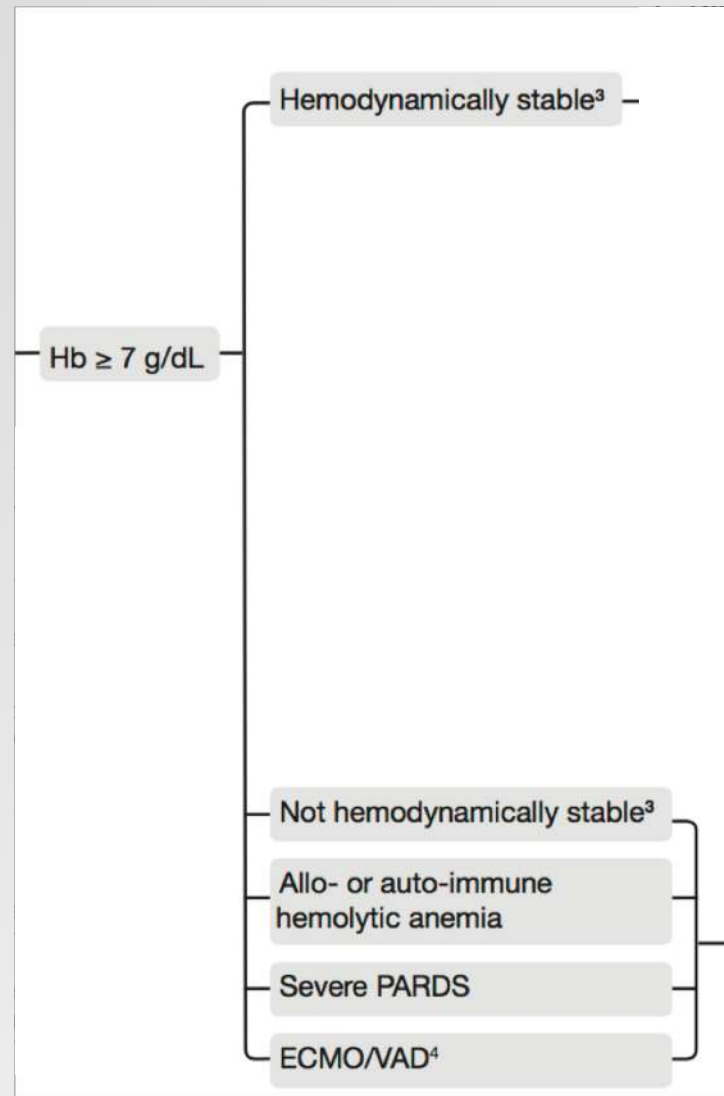 Hemodynamically stable³
Hb ≥ 7 g/dL
Not hemodynamically stable³
Allo- or auto-immune
hemolytic anemia
Severe PARDS
ECMO/VAD⁴